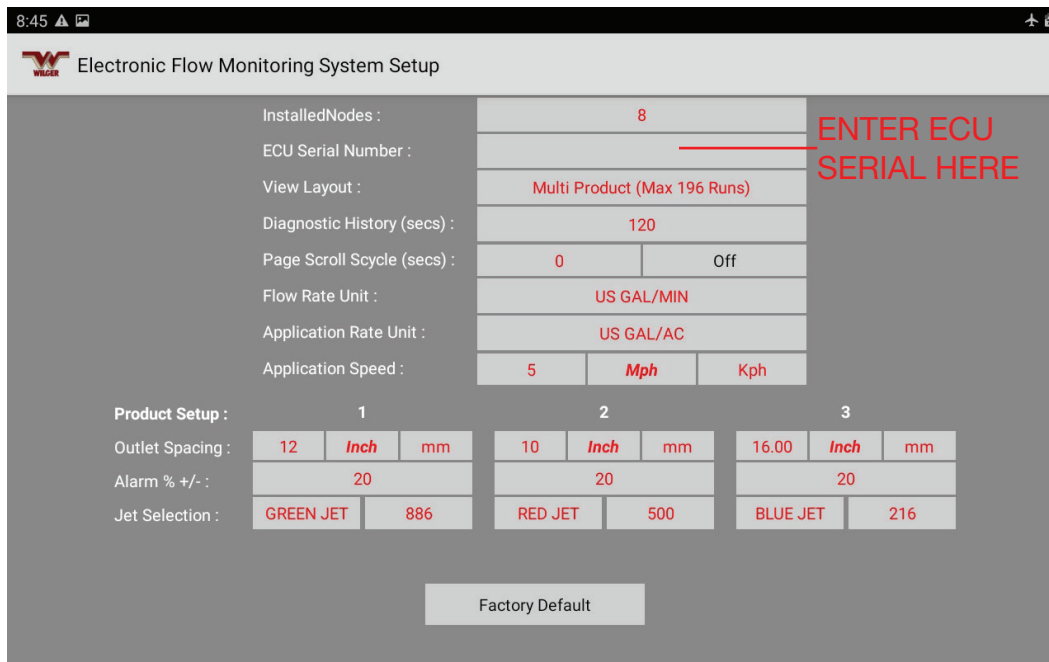 8:45
WILGER Electronic Flow Monitoring System Setup
InstalledNodes : 8
ECU Serial Number :
ENTER ECU
SERIAL HERE
View Layout : Multi Product (Max 196 Runs)
Diagnostic History (secs) : 120
Page Scroll Scycle (secs) : 0 Off
Flow Rate Unit : US GAL/MIN
Application Rate Unit : US GAL/AC
Application Speed : 5 Mph Kph
Product Setup : 1 2 3
Outlet Spacing : 12 Inch mm 10 Inch mm 16.00 Inch mm
Alarm % +/- : 20 20 20
Jet Selection : GREEN JET 886 RED JET 500 BLUE JET 216
Factory Default